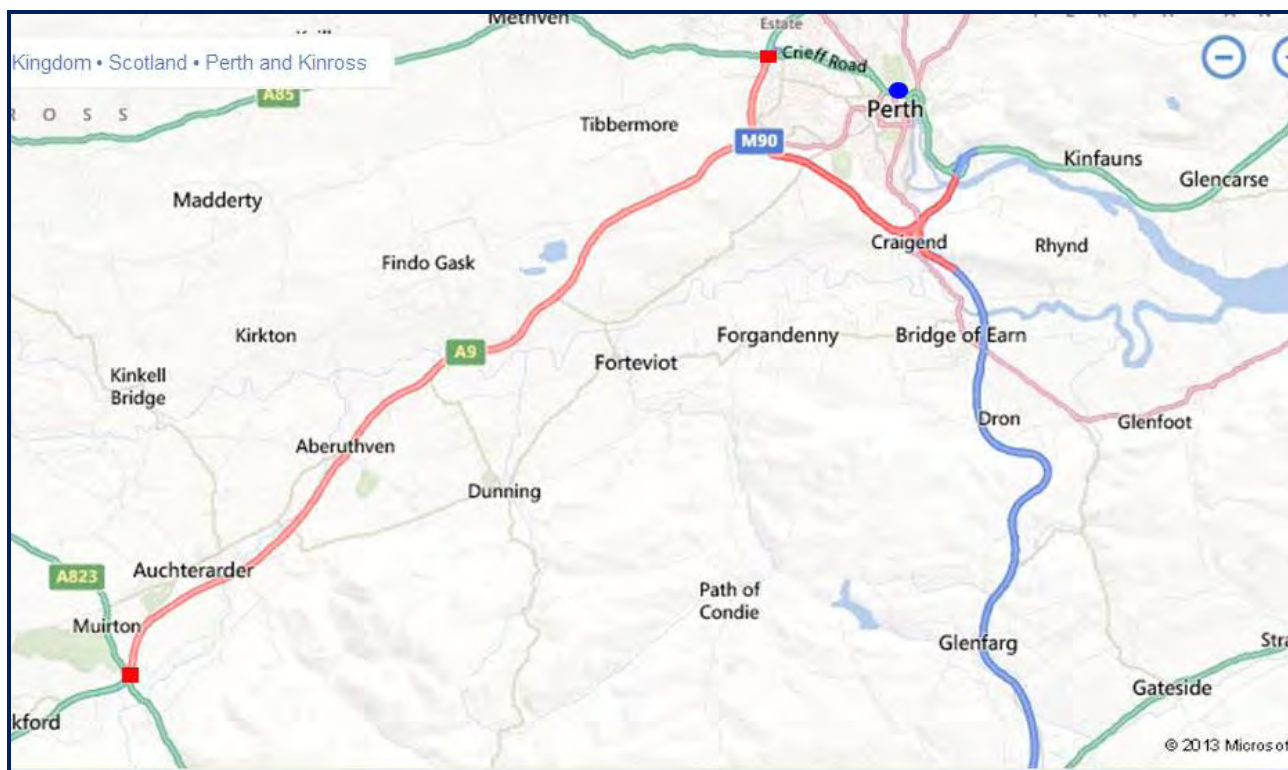 Methven
Estate
Kingdom • Scotland • Perth and Kinross
Crieff Road
A85
R O S S
Perth
Tibbermore
M90
Kinfauns
Glencarse
Madderty
Craigend
Rhynd
Findo Gask
Kirkton
A9
Forteviot
Forgandenny
Bridge of Earn
Kinkell
Bridge
Dron
Glenfoot
Aberuthven
Dunning
A823
Auchterarder
Path of
Condie
Muirton
Glenfarg
Stra
Gateside
kford
© 2013 Microsof